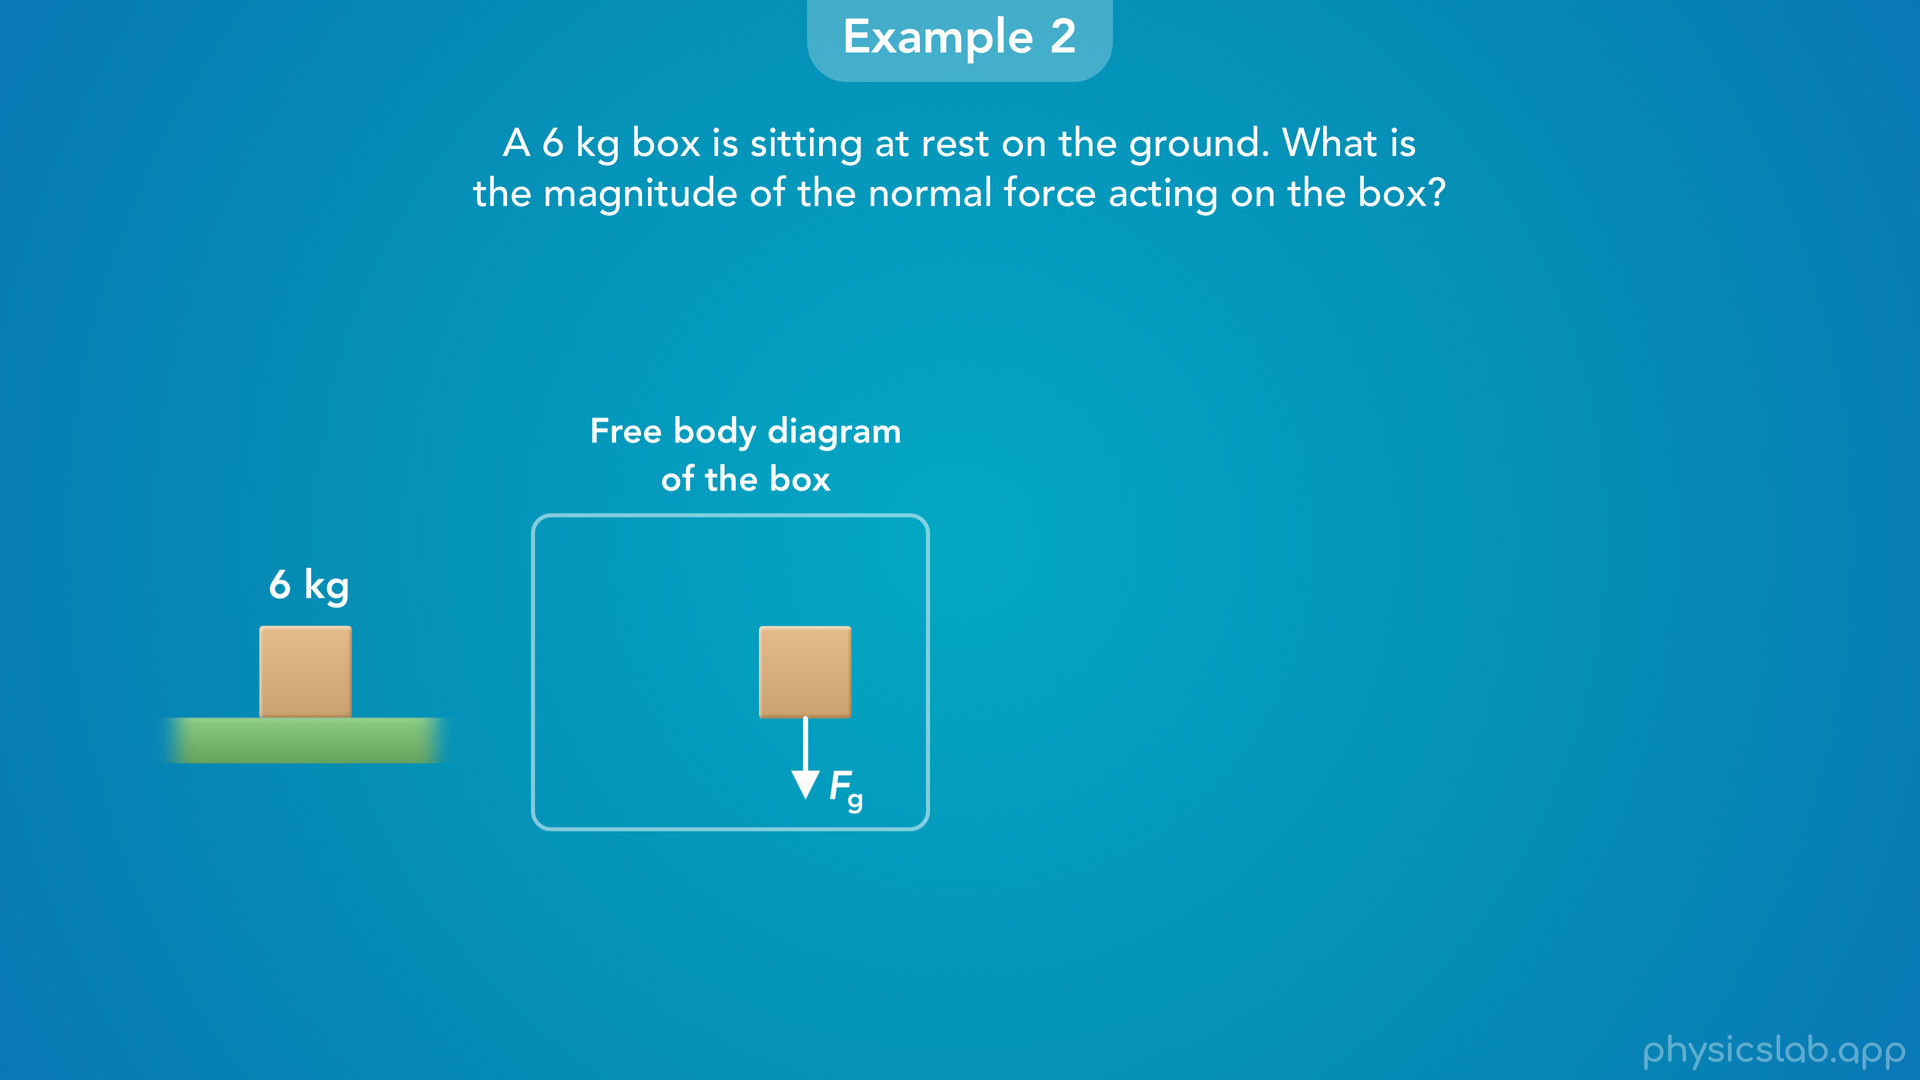 Example 2
A 6 kg box is sitting at rest on the ground. What is
the magnitude of the normal force acting on the box?
Free body diagram
of the box
6 kg
Fg
physicslab.app